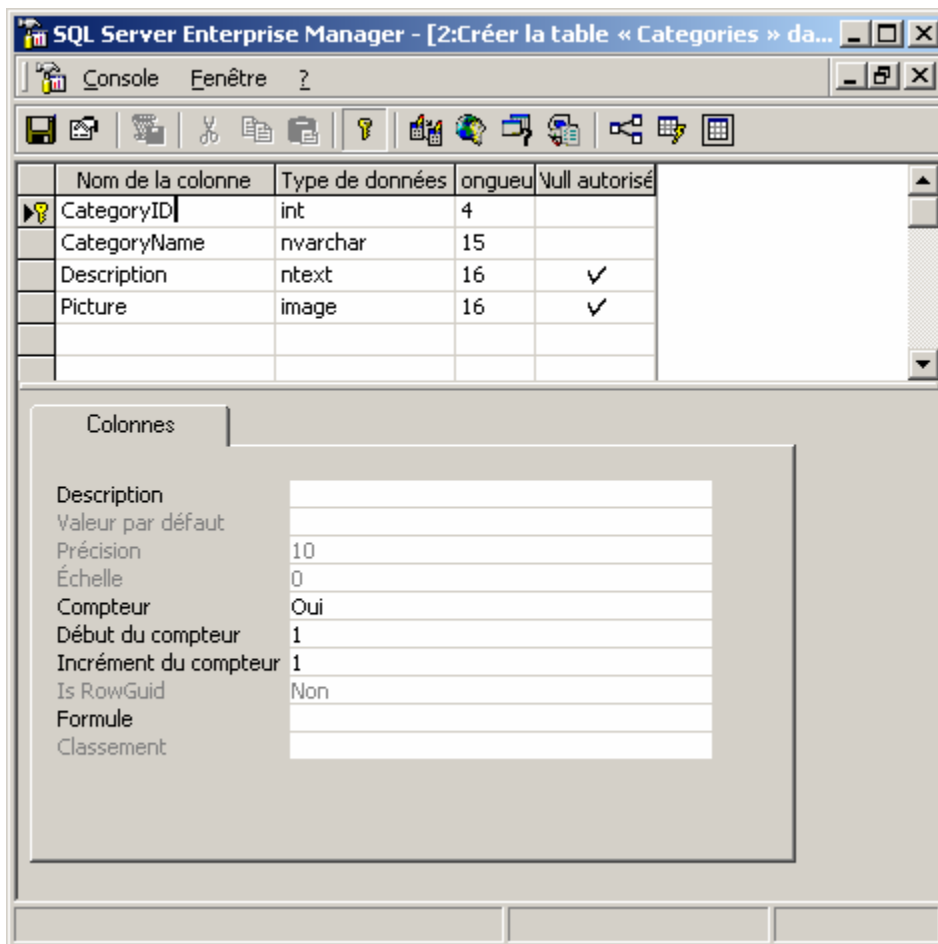 SQL Server Enterprise Manager - [2:Créer la table « Categories » da...
Console Fenêtre ?
Nom de la colonne Type de données ongueu Null autorisé
CategoryID int 4
CategoryName nvarchar 15
Description ntext 16
Picture image 16
Colonnes
Description
Valeur par défaut
Précision 10
Échelle 0
Compteur Oui
Début du compteur 1
Incrément du compteur 1
Is RowGuid Non
Formule
Classement